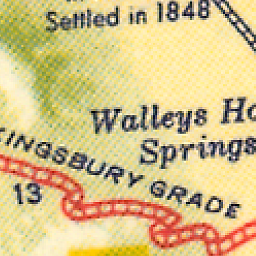 Settled in 1848
Walleys Ho
Springs
KINGSBURY GRADE
13